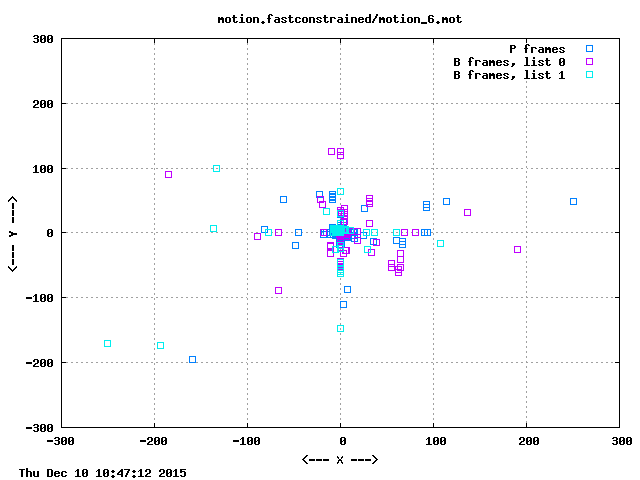 motion.fastconstrained/motion_6.mot
P frames
B frames, list 0
B frames, list 1
300
200
100
0
-100
-200
-300
<--- Y --->
-300 -200 -100 0 100 200 300
<--- X --->
Thu Dec 10 10:47:12 2015